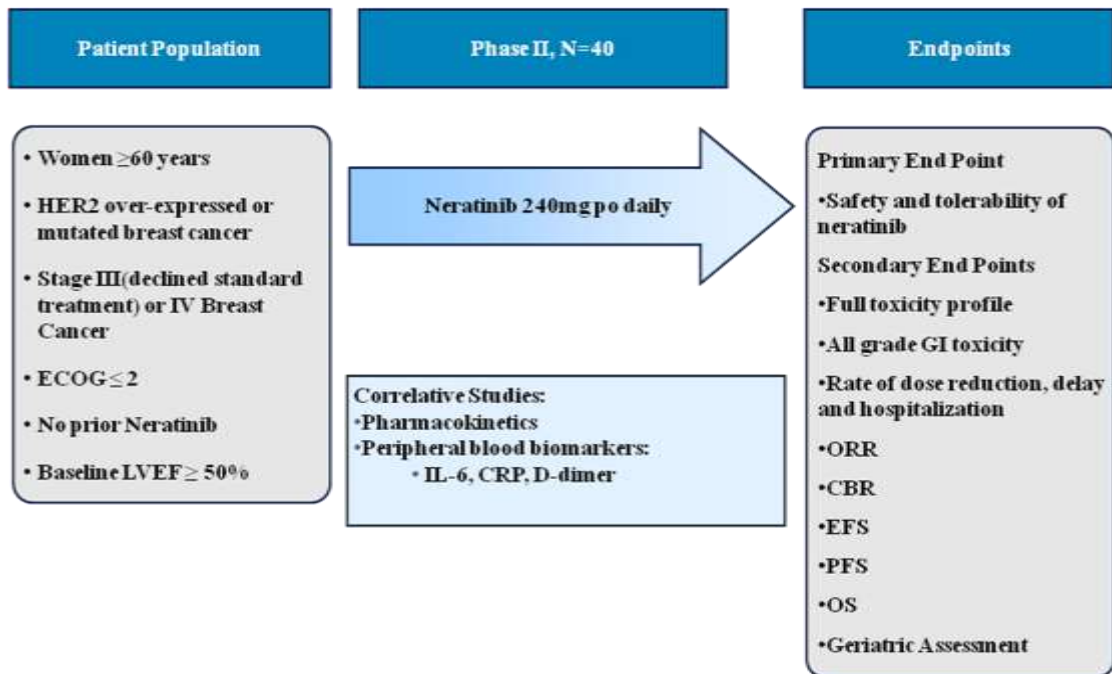 Patient Population
Phase II, N=40
Endpoints
• Women ≥60 years
• HER2 over-expressed or
mutated breast cancer
• Stage III(declined standard
treatment) or IV Breast
Cancer
• ECOG ≤ 2
• No prior Neratinib
• Baseline LVEF ≥ 50%
Neratinib 240mg po daily
Correlative Studies:
•Pharmacokinetics
•Peripheral blood biomarkers:
• IL-6, CRP, D-dimer
Primary End Point
•Safety and tolerability of
neratinib
Secondary End Points
•Full toxicity profile
•All grade GI toxicity
•Rate of dose reduction, delay
and hospitalization
•ORR
•CBR
•EFS
•PFS
•OS
•Geriatric Assessment